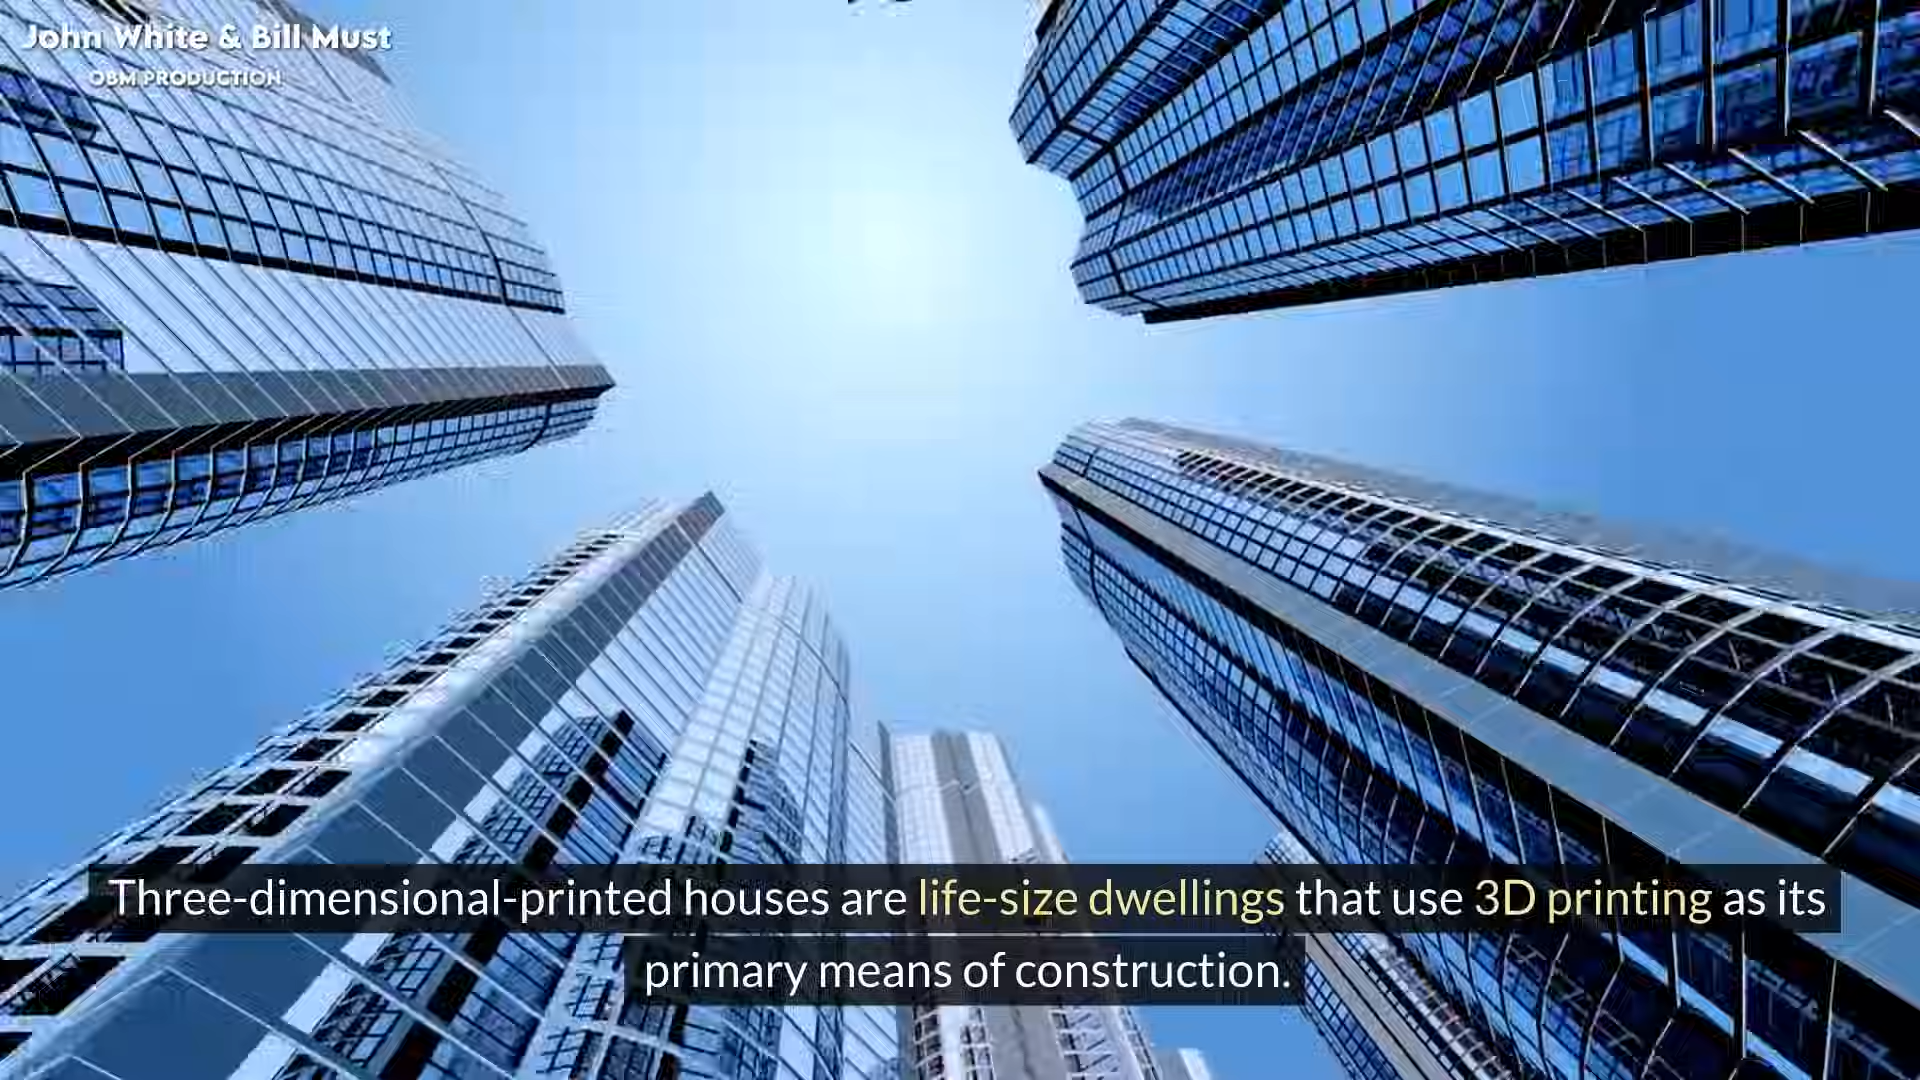 John White & Bill Must
OBM PRODUCTION
Three-dimensional-printed houses are life-size dwellings that use 3D printing as its
primary means of construction.